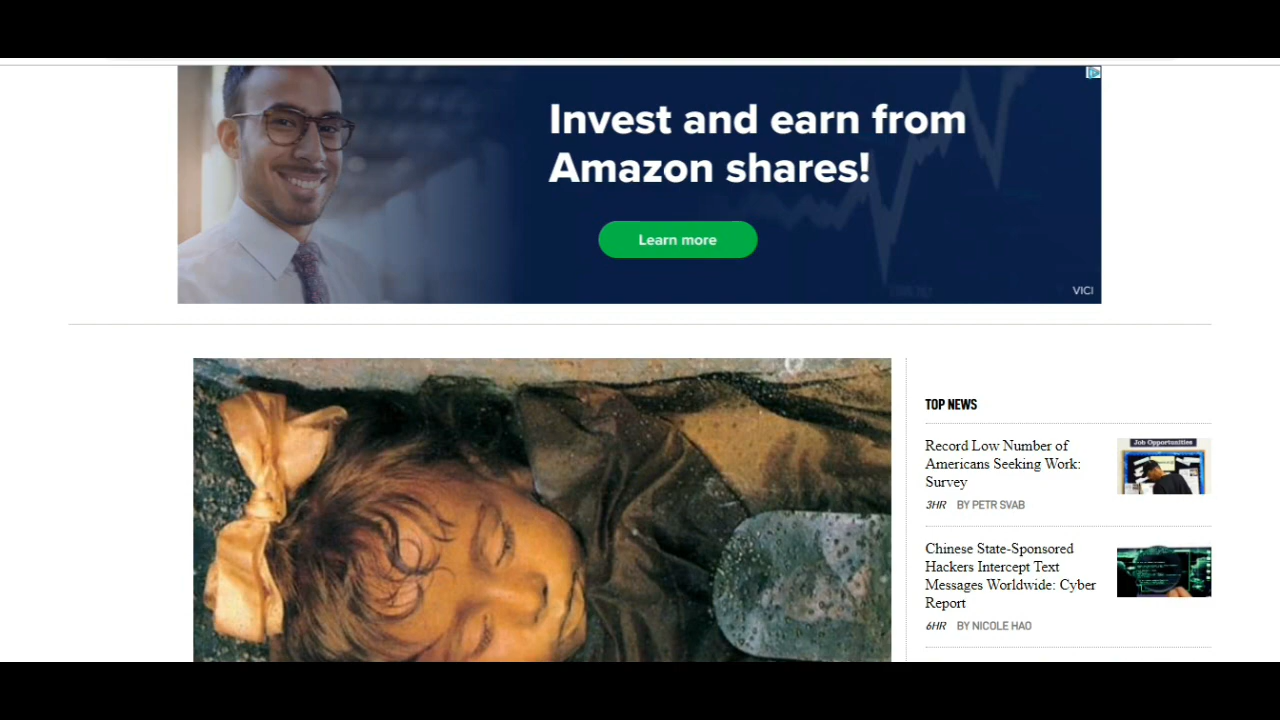 Invest and earn from
Amazon shares!
Learn more
VICI
TOP NEWS
Record Low Number of
Americans Seeking Work:
Survey
3HR BY PETR SVAB
Job Opportunities
Chinese State-Sponsored
Hackers Intercept Text
Messages Worldwide: Cyber
Report
6HR BY NICOLE HAO